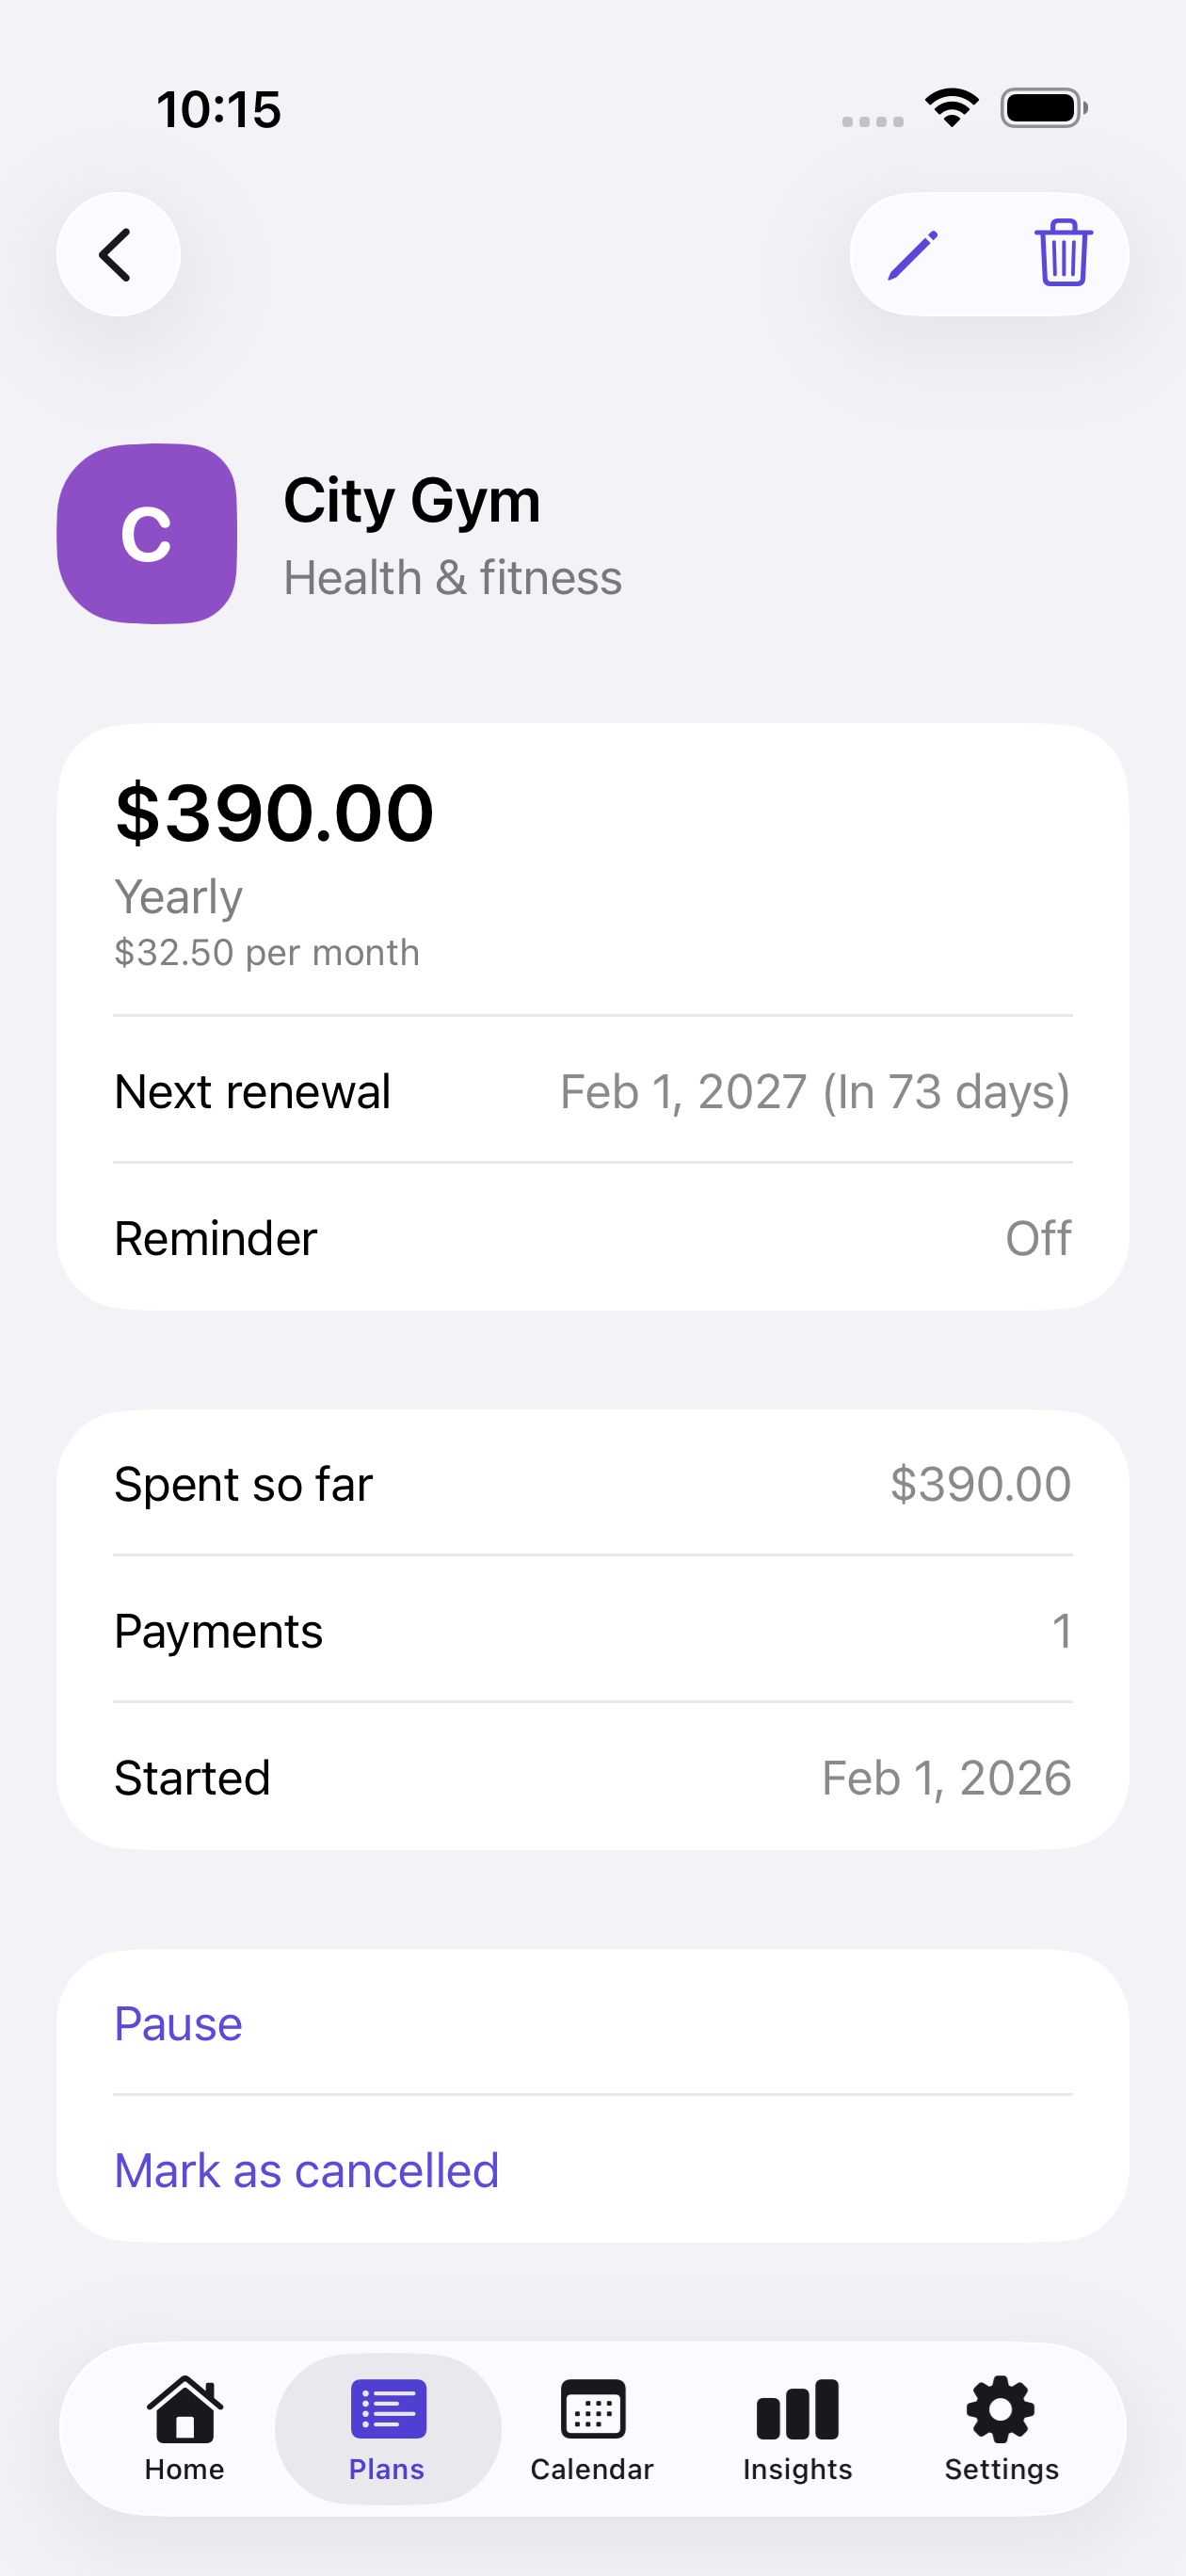 10:15
C
City Gym
Health & fitness
$390.00
Yearly
$32.50 per month
Next renewal Feb 1, 2027 (In 73 days)
Reminder Off
Spent so far $390.00
Payments 1
Started Feb 1, 2026
Pause
Mark as cancelled
Home Plans Calendar Insights Settings